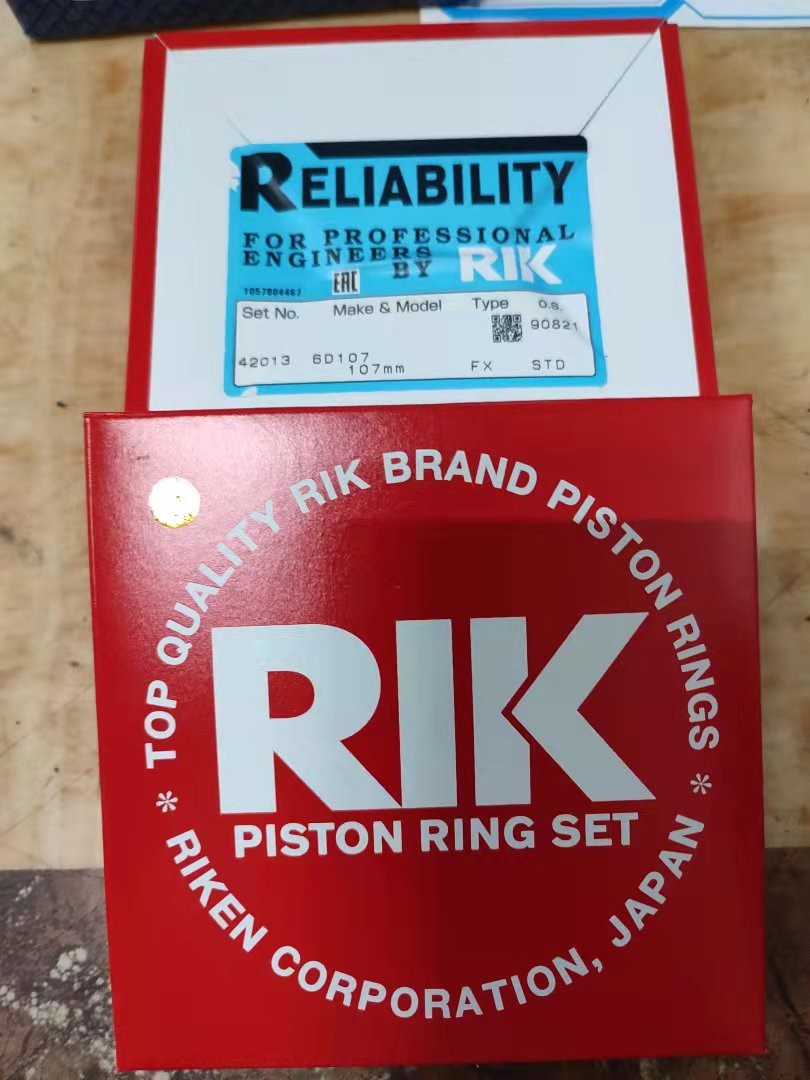 RELIABILITY
FOR PROFESSIONAL
ENGINEERS
BY RIK
EAC
1057804467
Set No. Make & Model Type O.S.
90821
42013 6D107
107mm FX STD
TOP QUALITY RIK BRAND PISTON RINGS
RIK
PISTON RING SET
* RIKEN CORPORATION, JAPAN *